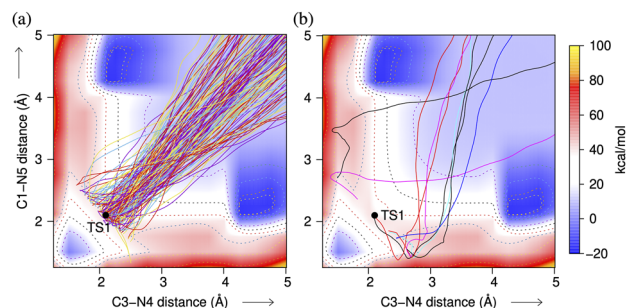 (a)
(b)
5
4
3
2
C1−N5 distance (Å)
TS1
2
3
4
5
C3−N4 distance (Å)
TS1
2
3
4
5
C3−N4 distance (Å)
100
80
60
40
20
0
−20
kcal/mol